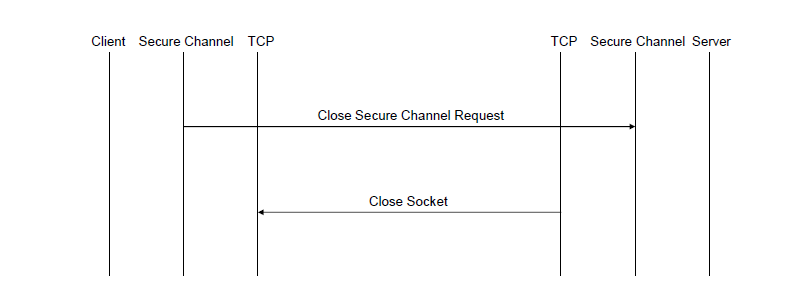 Client Secure Channel TCP TCP Secure Channel Server
Close Secure Channel Request
Close Socket